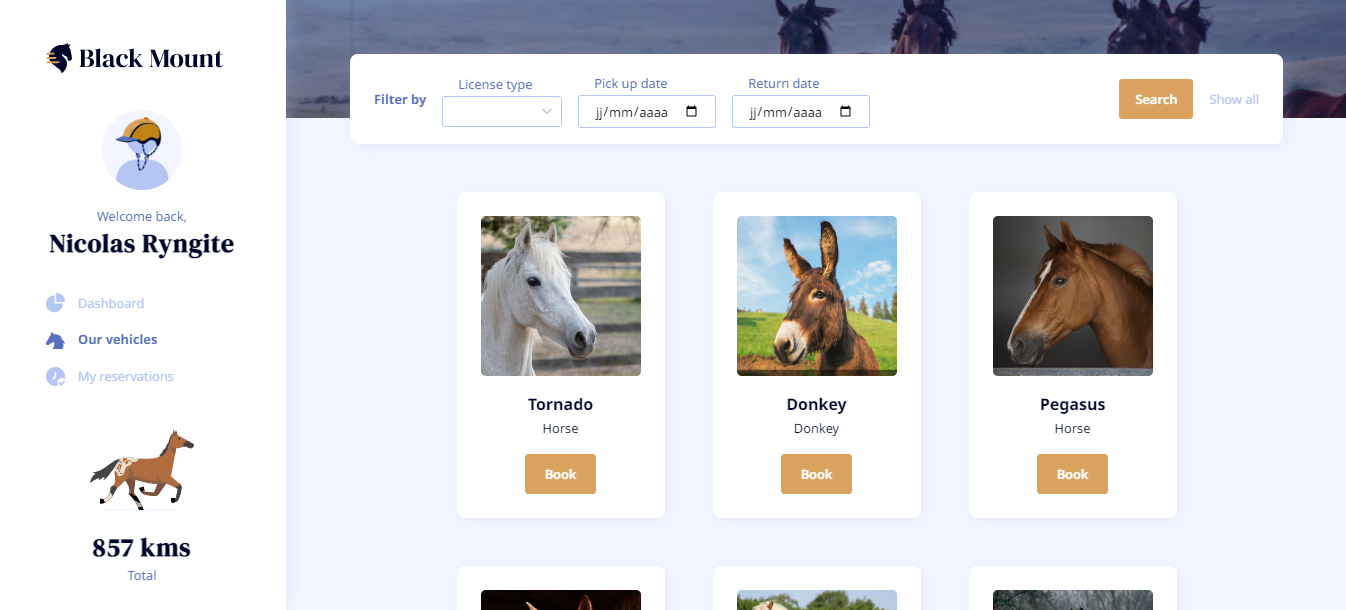 Black Mount
Welcome back,
Nicolas Ryngite
Dashboard
Our vehicles
My reservations
857 kms
Total
Filter by
License type
Pick up date
jj/mm/aaaa
Return date
jj/mm/aaaa
Search
Show all
Tornado
Horse
Book
Donkey
Donkey
Book
Pegasus
Horse
Book